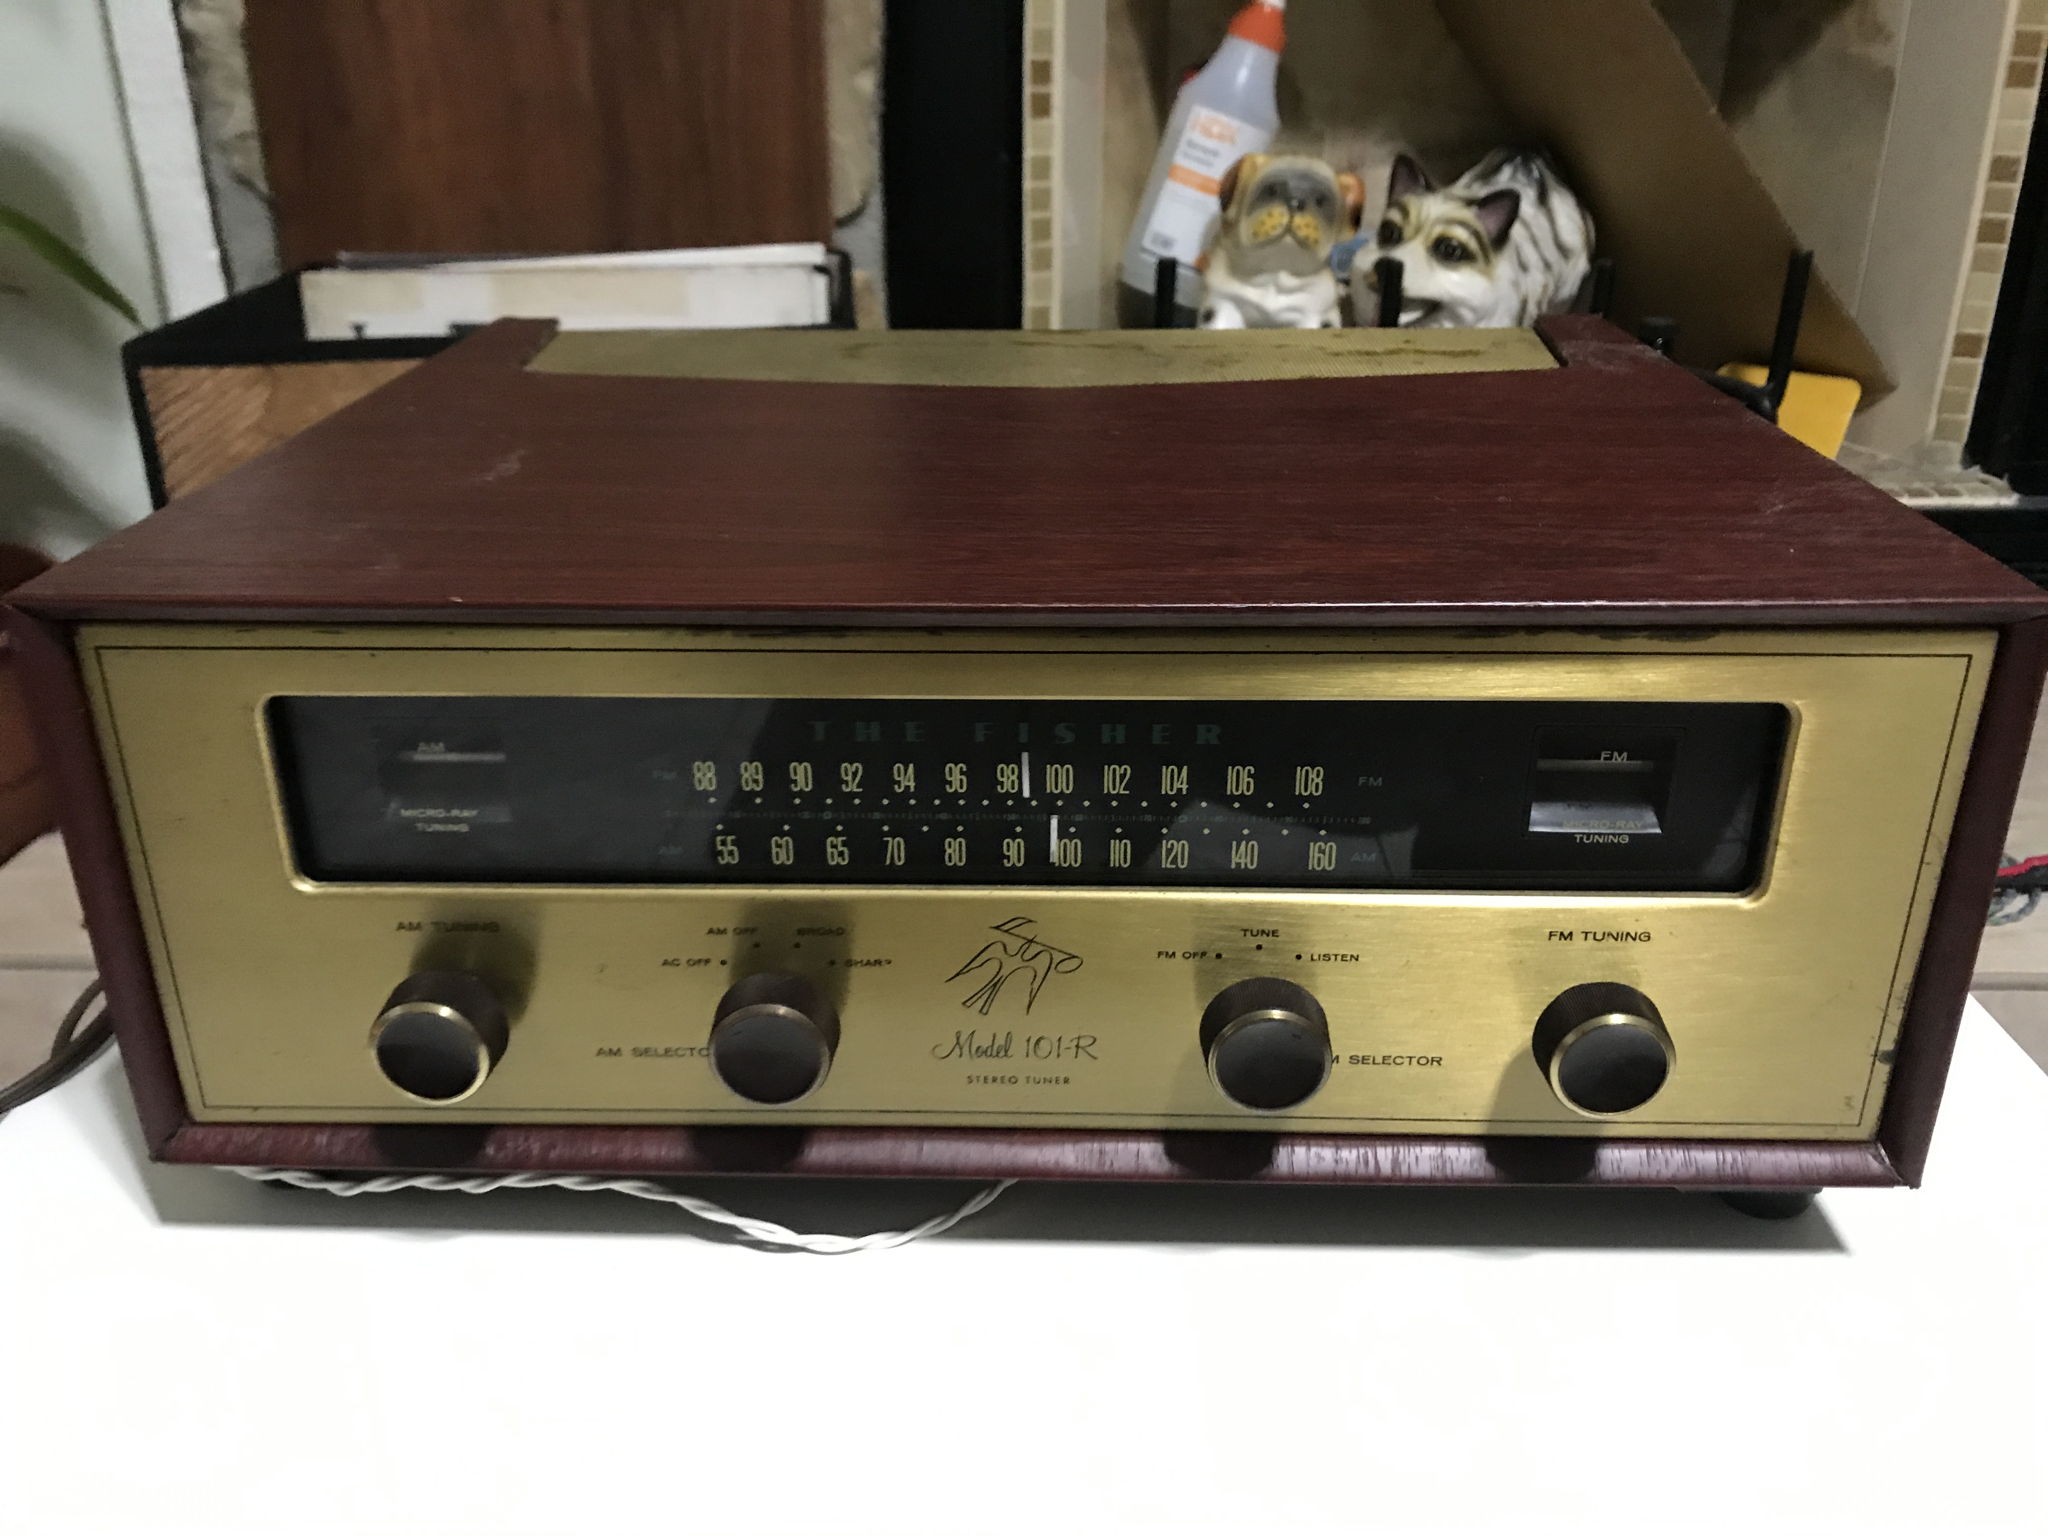 THE FISHER
AM
FM
FM 88 89 90 92 94 96 98 100 102 104 106 108 FM
MICRO-RAY
TUNING
MICRO-RAY
TUNING
AM 55 60 65 70 80 90 100 110 120 140 160 AM
AM TUNING
AM OFF BROAD
AC OFF SHARP
TUNE
FM OFF LISTEN
FM TUNING
AM SELECTO
Model 101-R
M SELECTOR
STEREO TUNER